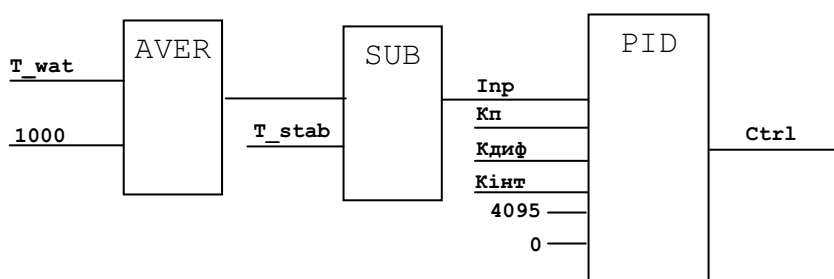 AVER
SUB
PID
T_wat
1000
T_stab
Inp
Кп
Кдиф
Кінт
4095
0
Ctrl